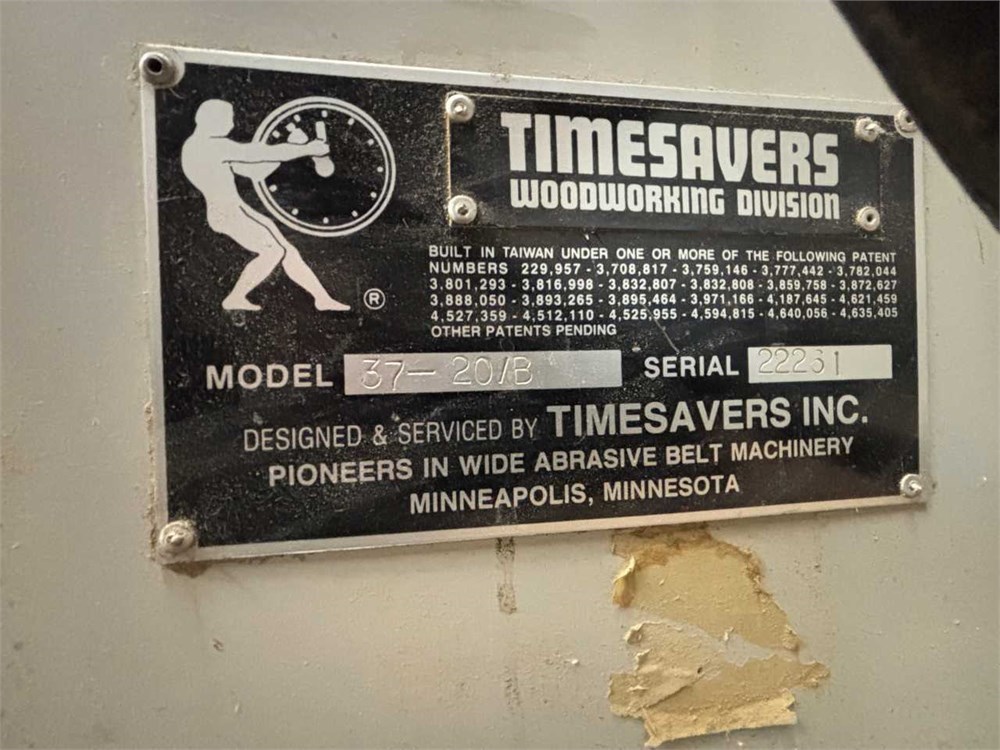 TIMESAVERS
WOODWORKING DIVISION
BUILT IN TAIWAN UNDER ONE OR MORE OF THE FOLLOWING PATENT
NUMBERS 229,957 - 3,708,817 - 3,759,146 - 3,777,442 - 3,782,044
3,801,293 - 3,816,998 - 3,832,807 - 3,832,808 - 3,859,758 - 3,872,627
3,888,050 - 3,893,265 - 3,895,464 - 3,971,166 - 4,187,645 - 4,621,459
4,527,359 - 4,512,110 - 4,525,955 - 4,594,815 - 4,640,056 - 4,635,405
OTHER PATENTS PENDING
®
MODEL 37-20/B SERIAL 22231
DESIGNED & SERVICED BY TIMESAVERS INC.
PIONEERS IN WIDE ABRASIVE BELT MACHINERY
MINNEAPOLIS, MINNESOTA